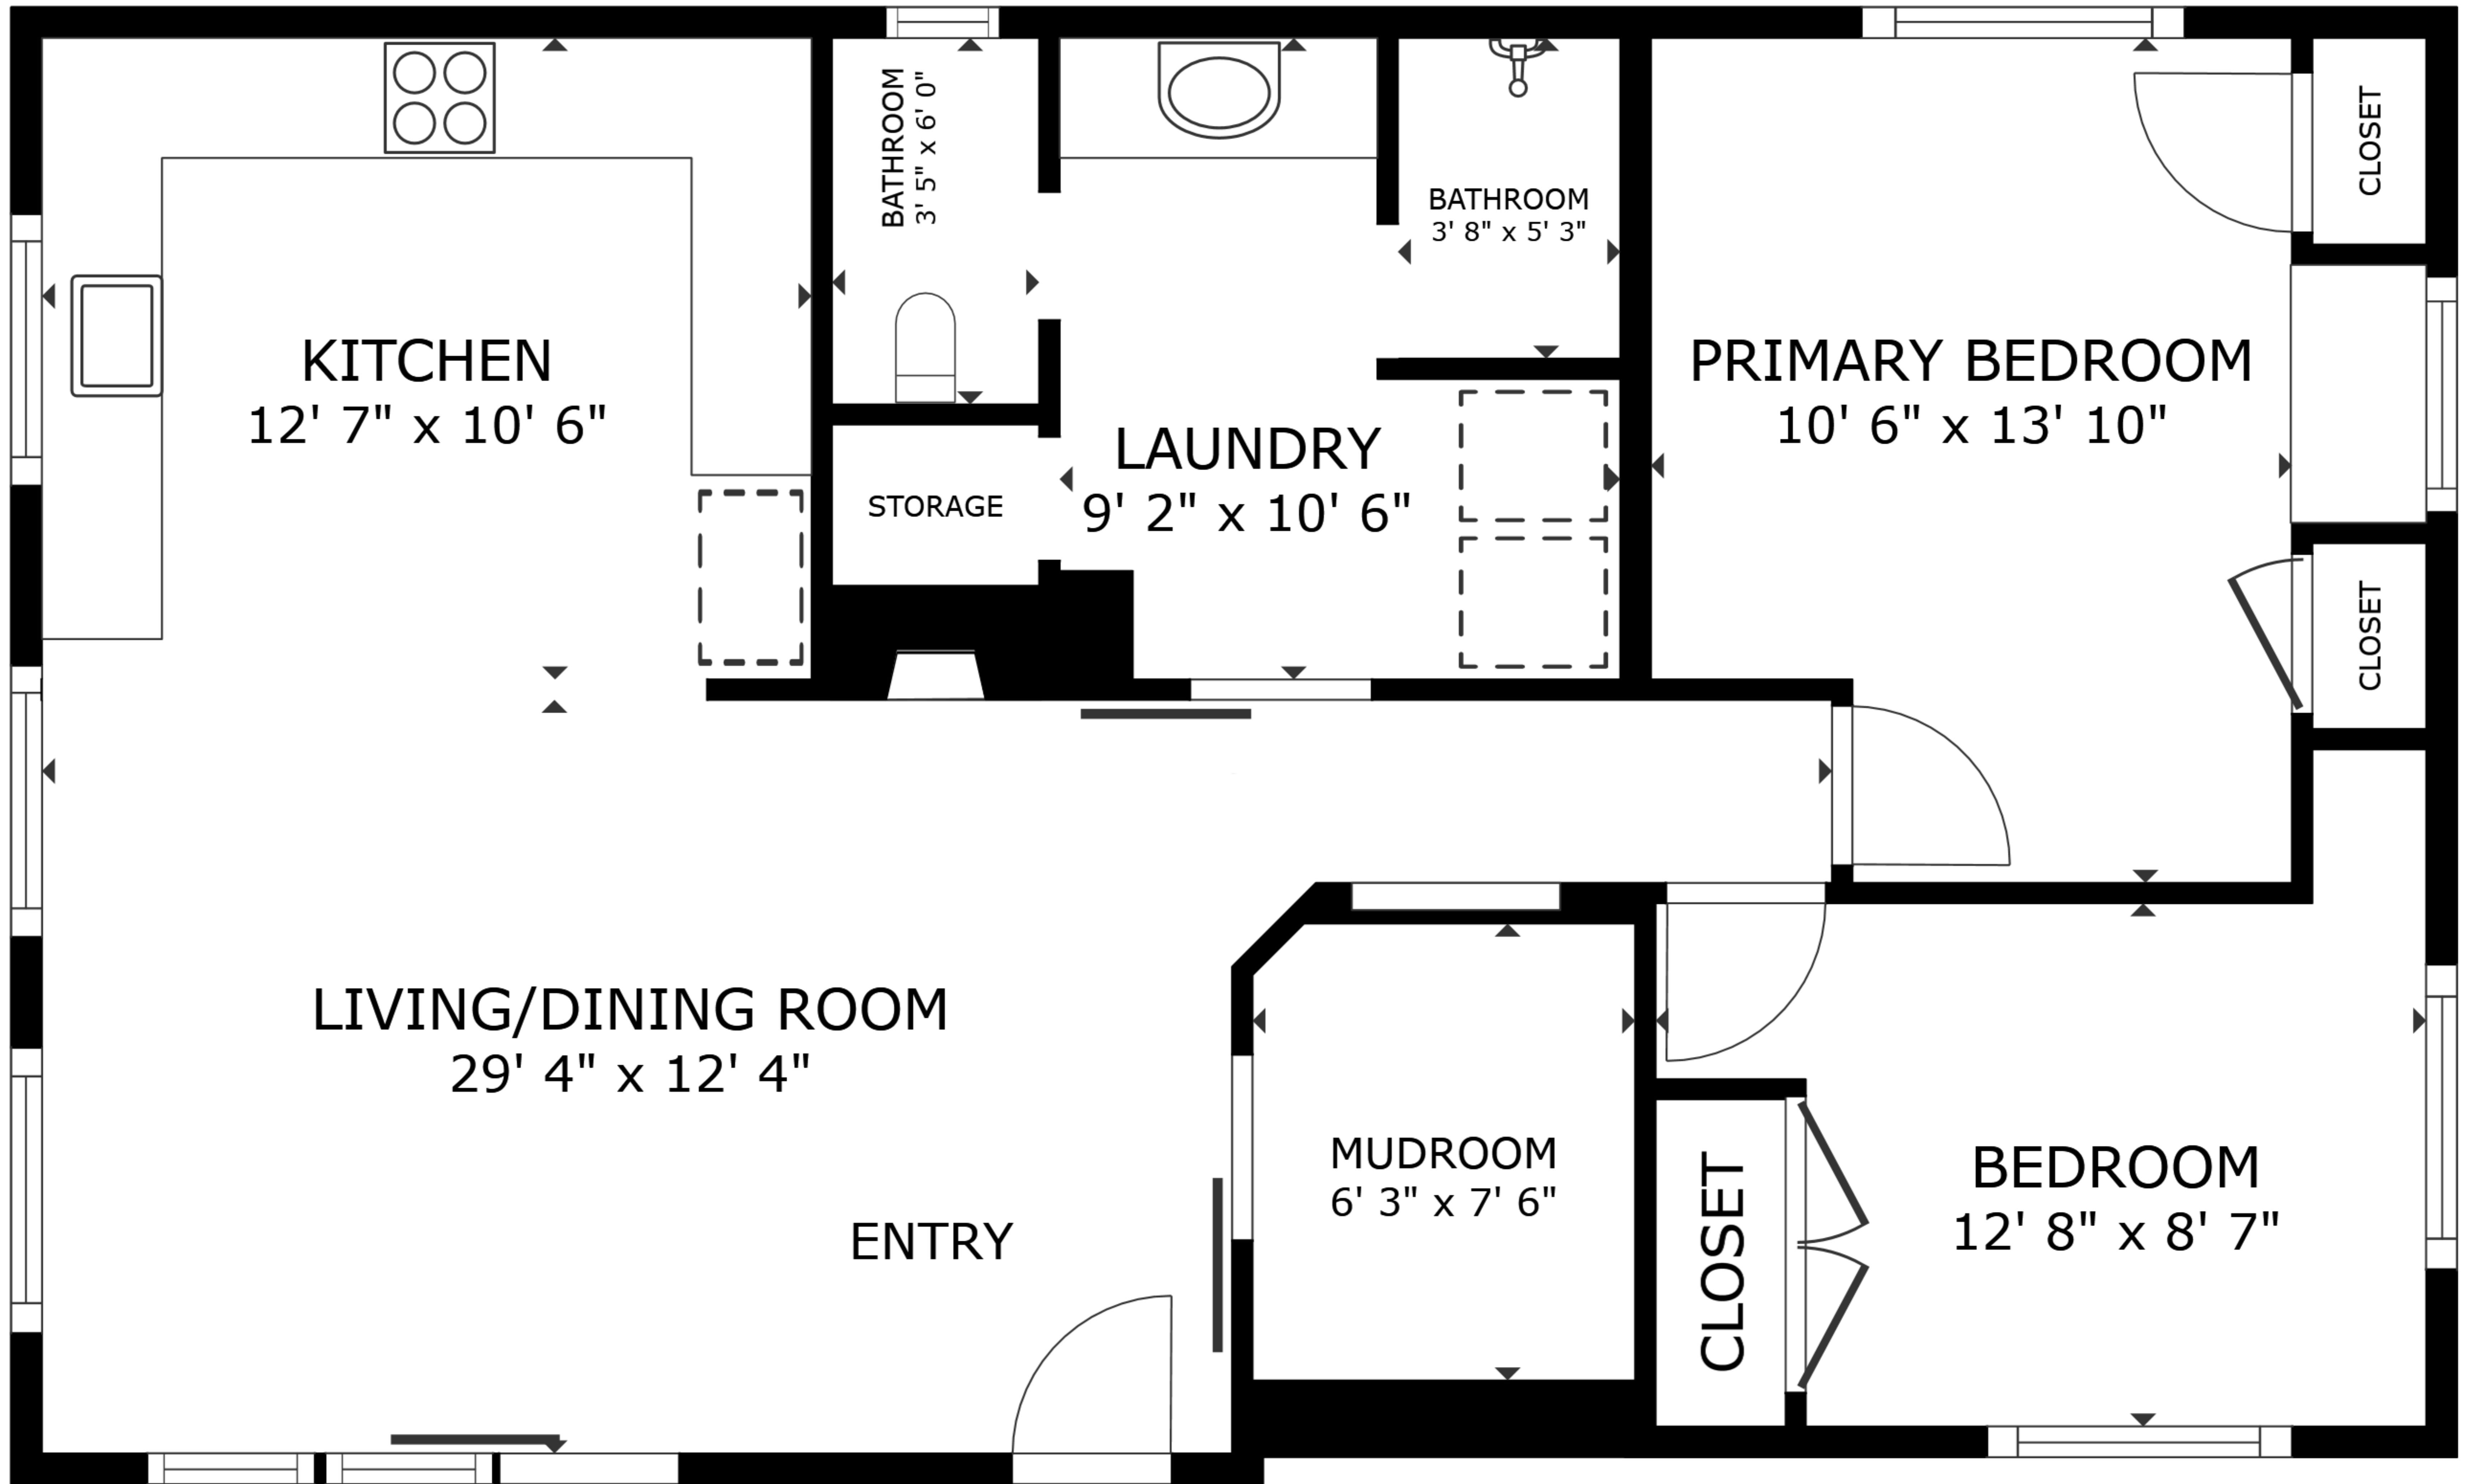 BATHROOM
3' 5" x 6' 0"
CLOSET
BATHROOM
3' 8" x 5' 3"
KITCHEN
12' 7" x 10' 6"
PRIMARY BEDROOM
10' 6" x 13' 10"
LAUNDRY
9' 2" x 10' 6"
STORAGE
CLOSET
LIVING/DINING ROOM
29' 4" x 12' 4"
MUDROOM
6' 3" x 7' 6"
BEDROOM
12' 8" x 8' 7"
ENTRY
CLOSET